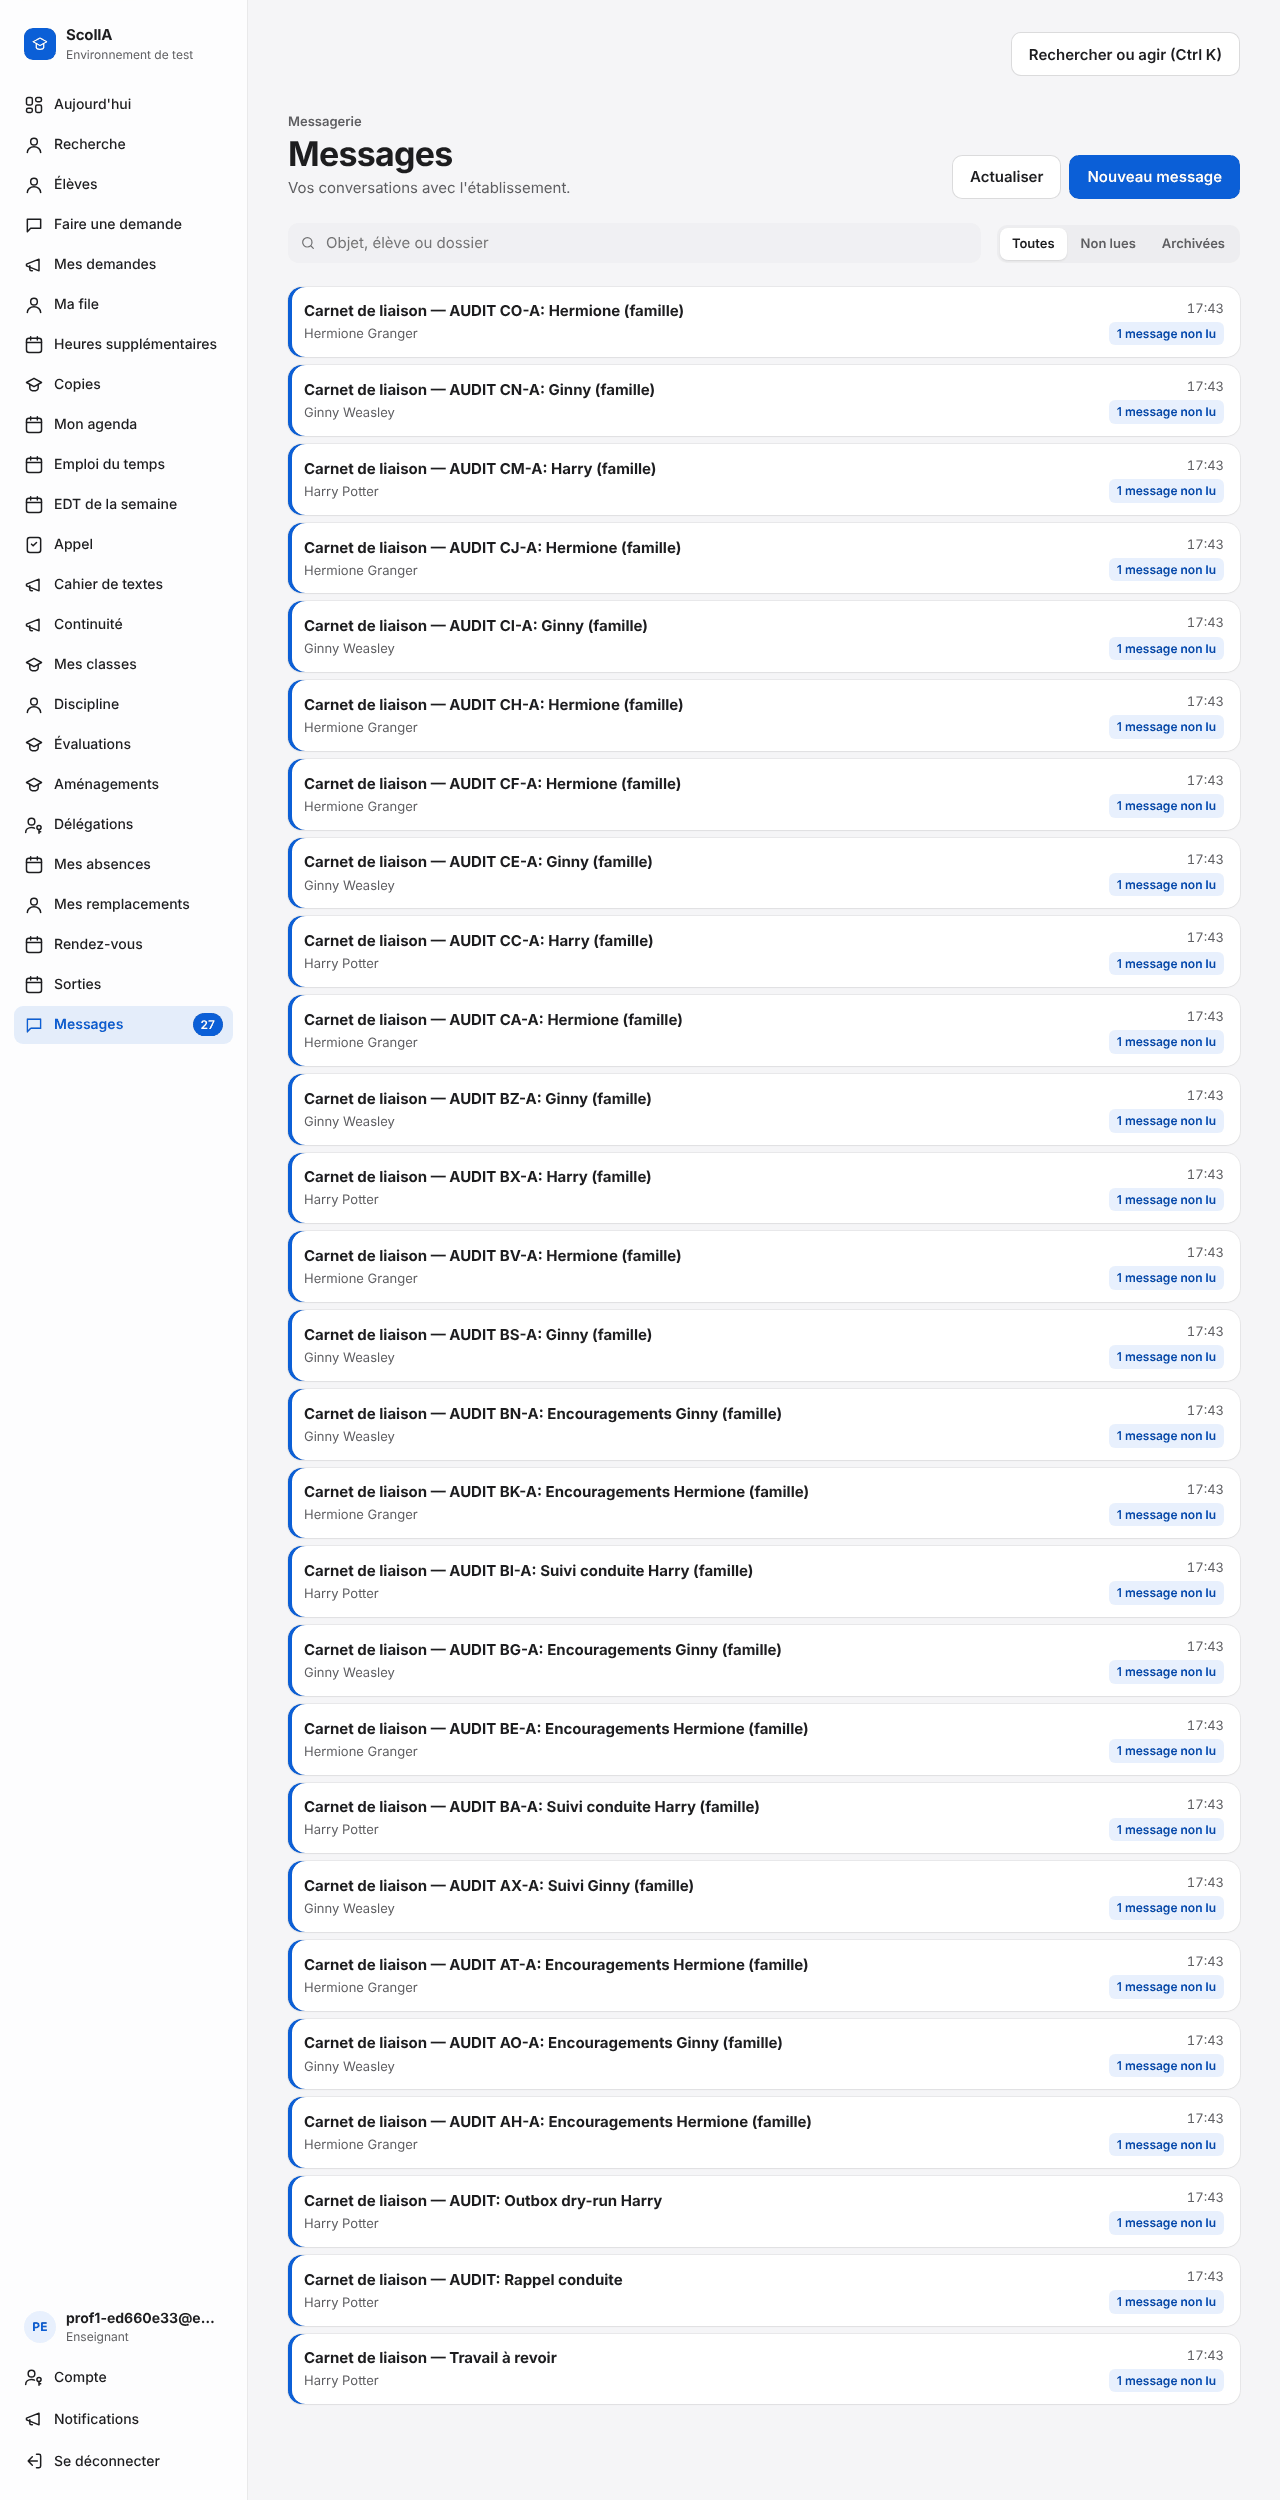 ScolIA
Environnement de test
Aujourd'hui
Recherche
Élèves
Faire une demande
Mes demandes
Ma file
Heures supplémentaires
Copies
Mon agenda
Emploi du temps
EDT de la semaine
Appel
Cahier de textes
Continuité
Mes classes
Discipline
Évaluations
Aménagements
Délégations
Mes absences
Mes remplacements
Rendez-vous
Sorties
Messages 27
PE prof1-ed660e33@e...
Enseignant
Compte
Notifications
Se déconnecter
Rechercher ou agir (Ctrl K)
Messagerie
Messages
Vos conversations avec l'établissement.
Actualiser Nouveau message
Objet, élève ou dossier Toutes Non lues Archivées
Carnet de liaison — AUDIT CO-A: Hermione (famille) 17:43
Hermione Granger 1 message non lu
Carnet de liaison — AUDIT CN-A: Ginny (famille) 17:43
Ginny Weasley 1 message non lu
Carnet de liaison — AUDIT CM-A: Harry (famille) 17:43
Harry Potter 1 message non lu
Carnet de liaison — AUDIT CJ-A: Hermione (famille) 17:43
Hermione Granger 1 message non lu
Carnet de liaison — AUDIT CI-A: Ginny (famille) 17:43
Ginny Weasley 1 message non lu
Carnet de liaison — AUDIT CH-A: Hermione (famille) 17:43
Hermione Granger 1 message non lu
Carnet de liaison — AUDIT CF-A: Hermione (famille) 17:43
Hermione Granger 1 message non lu
Carnet de liaison — AUDIT CE-A: Ginny (famille) 17:43
Ginny Weasley 1 message non lu
Carnet de liaison — AUDIT CC-A: Harry (famille) 17:43
Harry Potter 1 message non lu
Carnet de liaison — AUDIT CA-A: Hermione (famille) 17:43
Hermione Granger 1 message non lu
Carnet de liaison — AUDIT BZ-A: Ginny (famille) 17:43
Ginny Weasley 1 message non lu
Carnet de liaison — AUDIT BX-A: Harry (famille) 17:43
Harry Potter 1 message non lu
Carnet de liaison — AUDIT BV-A: Hermione (famille) 17:43
Hermione Granger 1 message non lu
Carnet de liaison — AUDIT BS-A: Ginny (famille) 17:43
Ginny Weasley 1 message non lu
Carnet de liaison — AUDIT BN-A: Encouragements Ginny (famille) 17:43
Ginny Weasley 1 message non lu
Carnet de liaison — AUDIT BK-A: Encouragements Hermione (famille) 17:43
Hermione Granger 1 message non lu
Carnet de liaison — AUDIT BI-A: Suivi conduite Harry (famille) 17:43
Harry Potter 1 message non lu
Carnet de liaison — AUDIT BG-A: Encouragements Ginny (famille) 17:43
Ginny Weasley 1 message non lu
Carnet de liaison — AUDIT BE-A: Encouragements Hermione (famille) 17:43
Hermione Granger 1 message non lu
Carnet de liaison — AUDIT BA-A: Suivi conduite Harry (famille) 17:43
Harry Potter 1 message non lu
Carnet de liaison — AUDIT AX-A: Suivi Ginny (famille) 17:43
Ginny Weasley 1 message non lu
Carnet de liaison — AUDIT AT-A: Encouragements Hermione (famille) 17:43
Hermione Granger 1 message non lu
Carnet de liaison — AUDIT AO-A: Encouragements Ginny (famille) 17:43
Ginny Weasley 1 message non lu
Carnet de liaison — AUDIT AH-A: Encouragements Hermione (famille) 17:43
Hermione Granger 1 message non lu
Carnet de liaison — AUDIT: Outbox dry-run Harry 17:43
Harry Potter 1 message non lu
Carnet de liaison — AUDIT: Rappel conduite 17:43
Harry Potter 1 message non lu
Carnet de liaison — Travail à revoir 17:43
Harry Potter 1 message non lu